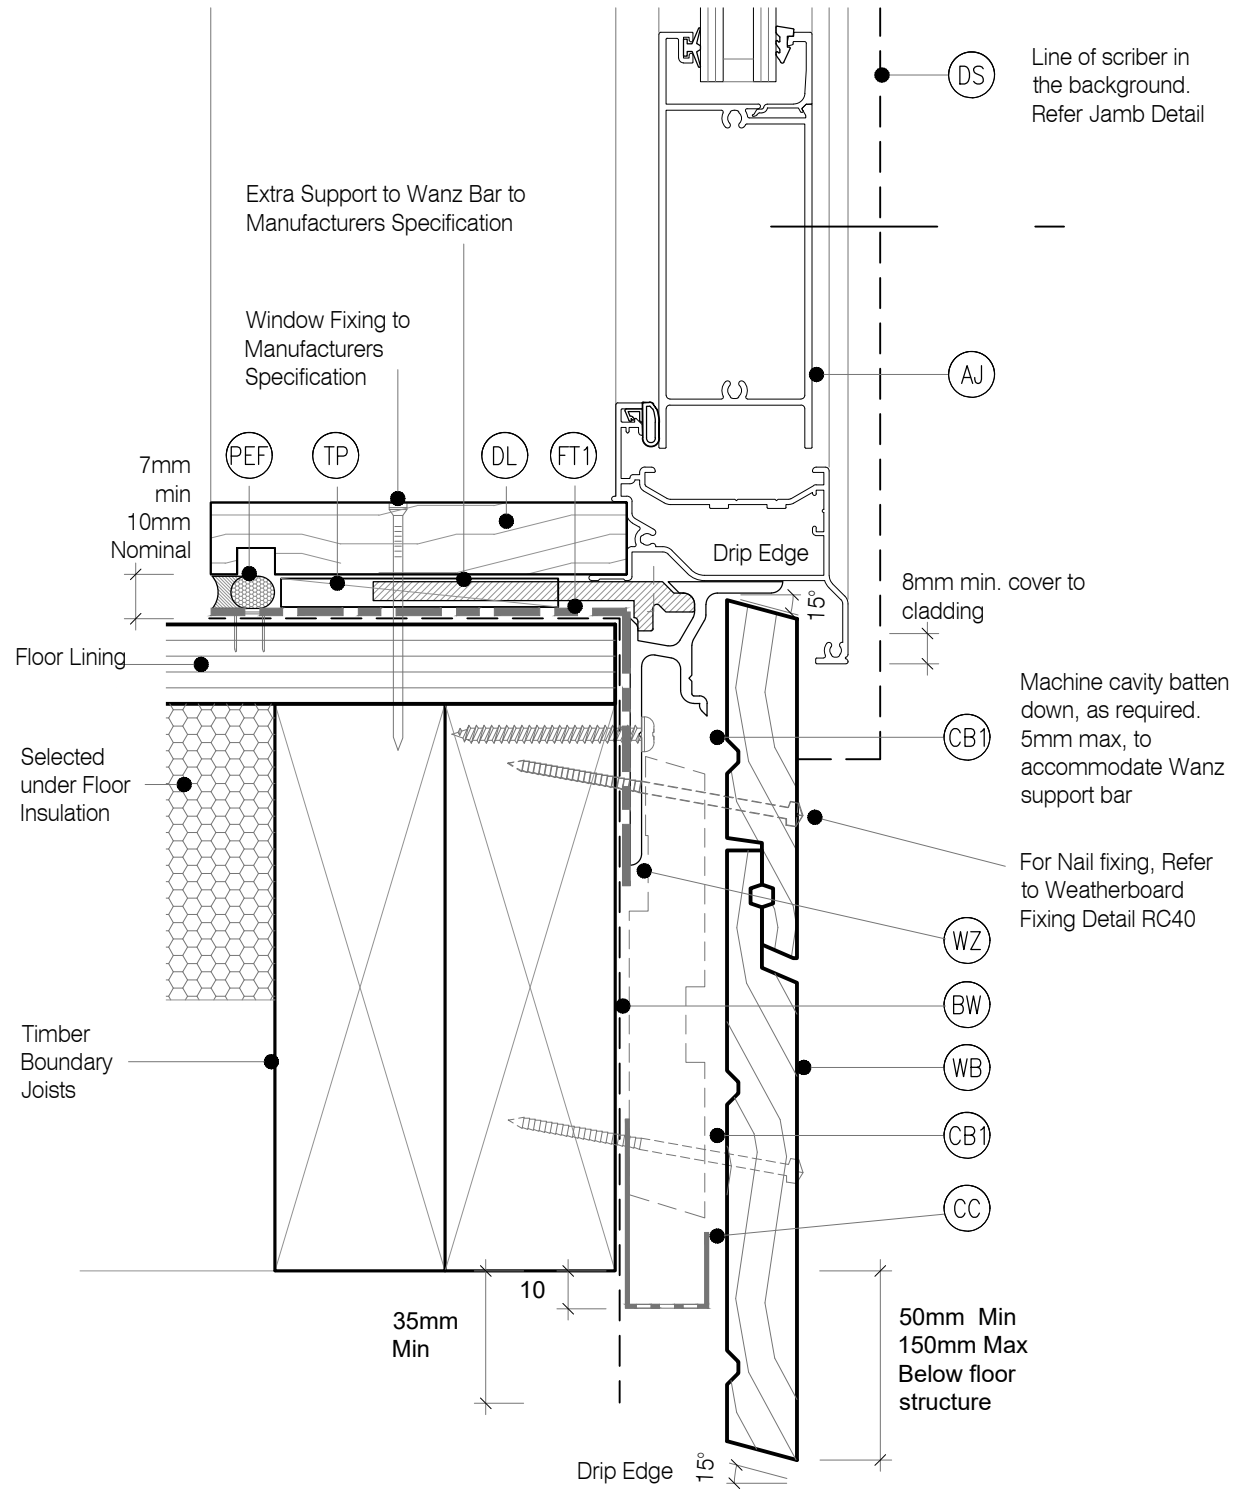 Line of scriber in
the background.
Refer Jamb Detail
DS
Extra Support to Wanz Bar to
Manufacturers Specification
Window Fixing to
Manufacturers
Specification
AJ
PEF
TP
DL
FT1
7mm
min
10mm
Nominal
Drip Edge
15°
8mm min. cover to
cladding
Floor Lining
Machine cavity batten
down, as required.
5mm max, to
accommodate Wanz
support bar
CB1
Selected
under Floor
Insulation
For Nail fixing, Refer
to Weatherboard
Fixing Detail RC40
WZ
BW
Timber
Boundary
Joists
WB
CB1
CC
10
35mm
Min
50mm Min
150mm Max
Below floor
structure
Drip Edge
15°